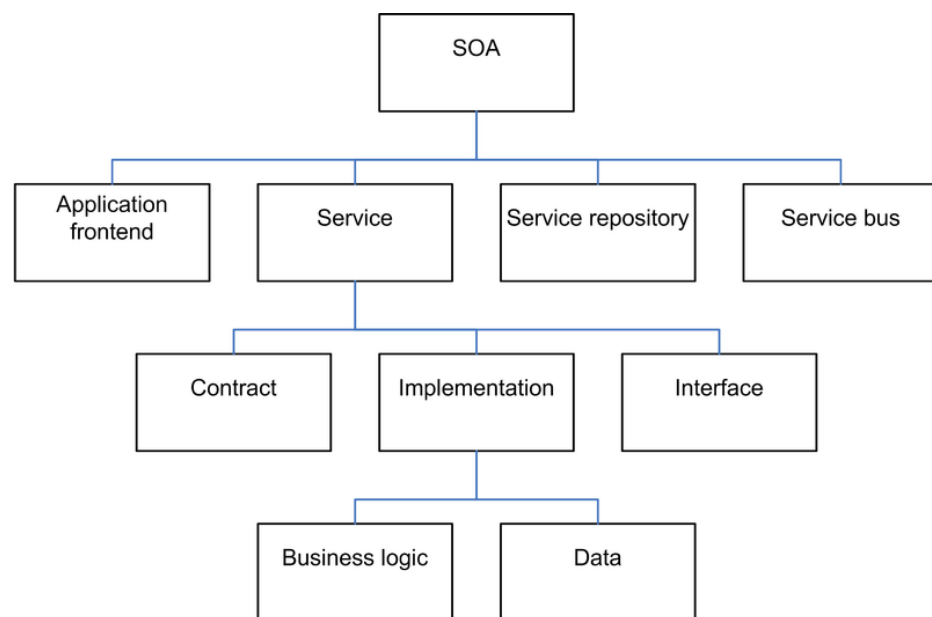 SOA
Application
frontend
Service
Service repository
Service bus
Contract
Implementation
Interface
Business logic
Data